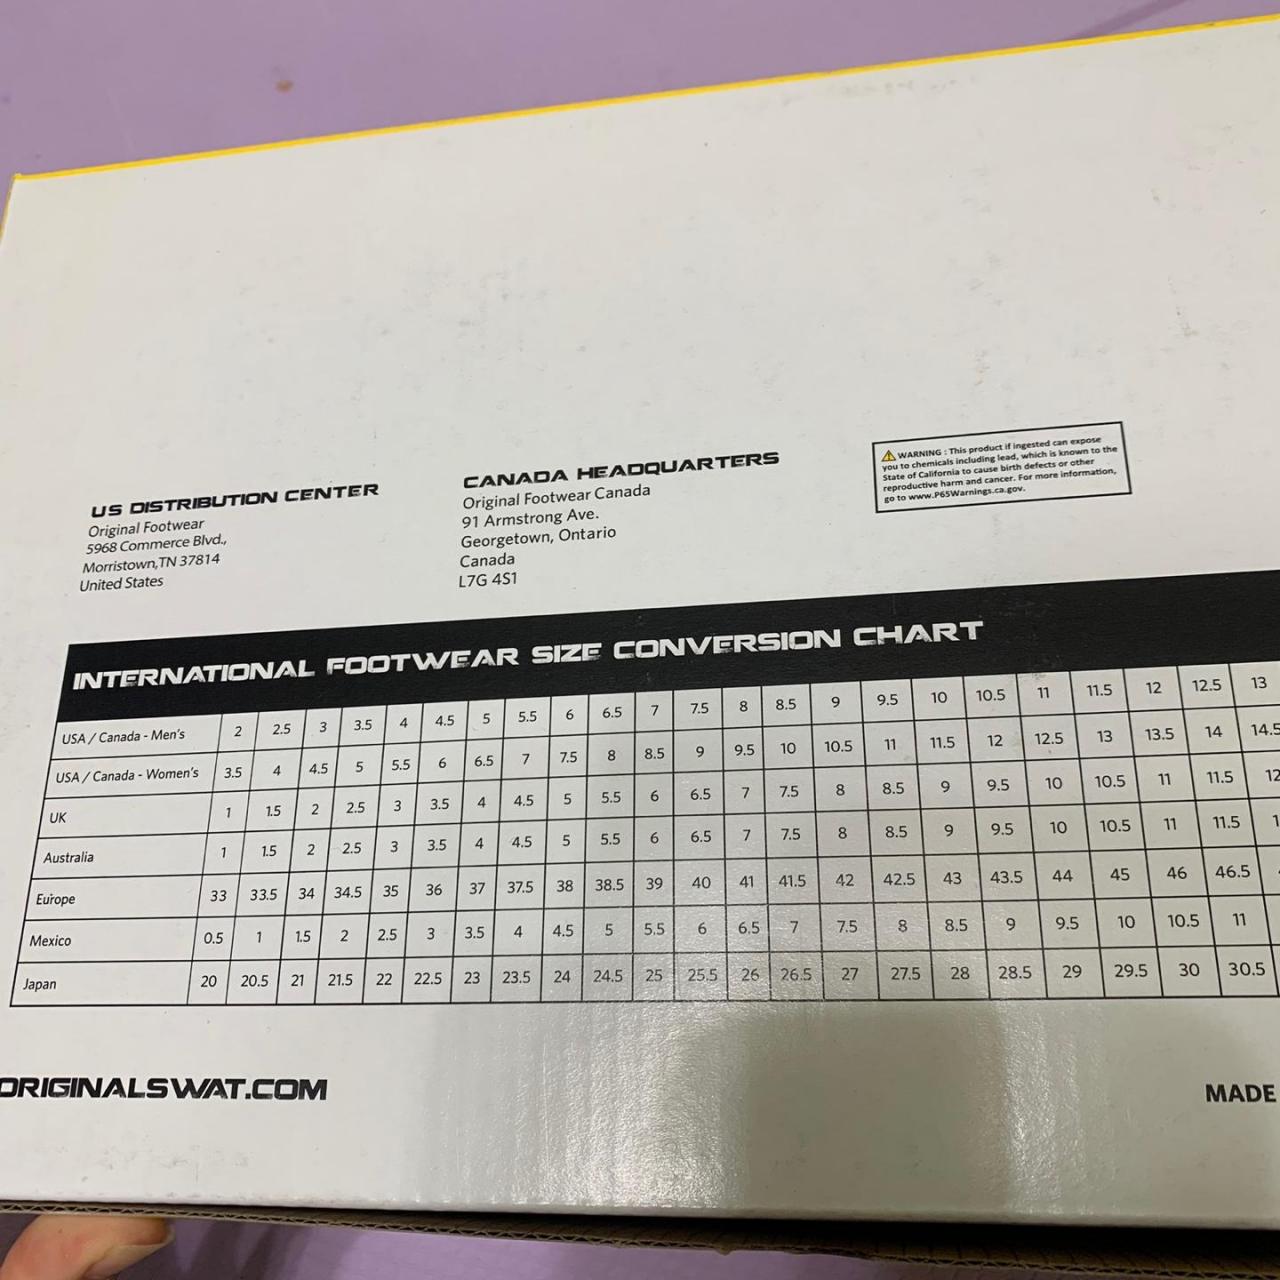 US DISTRIBUTION CENTER
Original Footwear
5968 Commerce Blvd.,
Morristown,TN 37814
United States
CANADA HEADQUARTERS
Original Footwear Canada
91 Armstrong Ave.
Georgetown, Ontario
Canada
L7G 4S1
WARNING : This product if ingested can expose
you to chemicals including lead, which is known to the
State of California to cause birth defects or other
reproductive harm and cancer. For more information,
go to www.P65Warnings.ca.gov.
INTERNATIONAL FOOTWEAR SIZE CONVERSION CHART
USA / Canada - Men's 2 2.5 3 3.5 4 4.5 5 5.5 6 6.5 7 7.5 8 8.5 9 9.5 10 10.5 11 11.5 12 12.5 13
USA / Canada - Women's 3.5 4 4.5 5 5.5 6 6.5 7 7.5 8 8.5 9 9.5 10 10.5 11 11.5 12 12.5 13 13.5 14 14.5
UK 1 1.5 2 2.5 3 3.5 4 4.5 5 5.5 6 6.5 7 7.5 8 8.5 9 9.5 10 10.5 11 11.5 12
Australia 1 1.5 2 2.5 3 3.5 4 4.5 5 5.5 6 6.5 7 7.5 8 8.5 9 9.5 10 10.5 11 11.5
Europe 33 33.5 34 34.5 35 36 37 37.5 38 38.5 39 40 41 41.5 42 42.5 43 43.5 44 45 46 46.5
Mexico 0.5 1 1.5 2 2.5 3 3.5 4 4.5 5 5.5 6 6.5 7 7.5 8 8.5 9 9.5 10 10.5 11
Japan 20 20.5 21 21.5 22 22.5 23 23.5 24 24.5 25 25.5 26 26.5 27 27.5 28 28.5 29 29.5 30 30.5
ORIGINALSWAT.COM
MADE